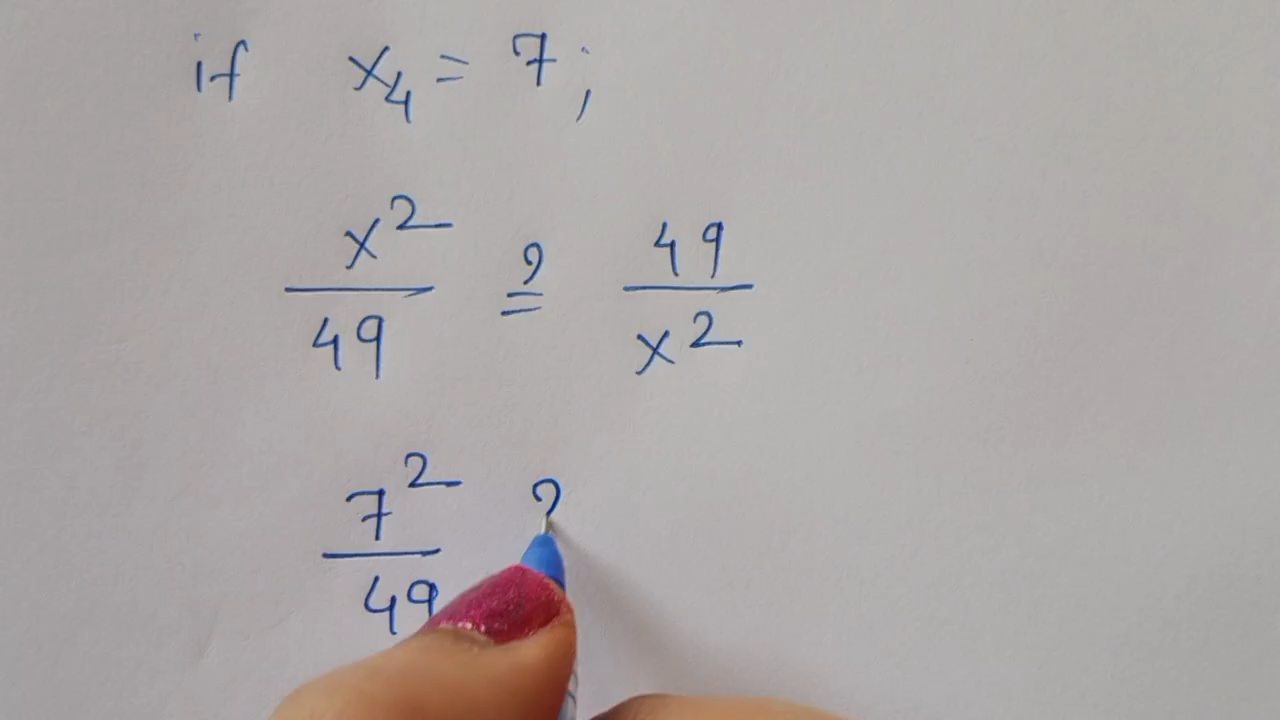 if x₄ = 7;
x² / 49 ≟ 49 / x²
7² / 49 ?